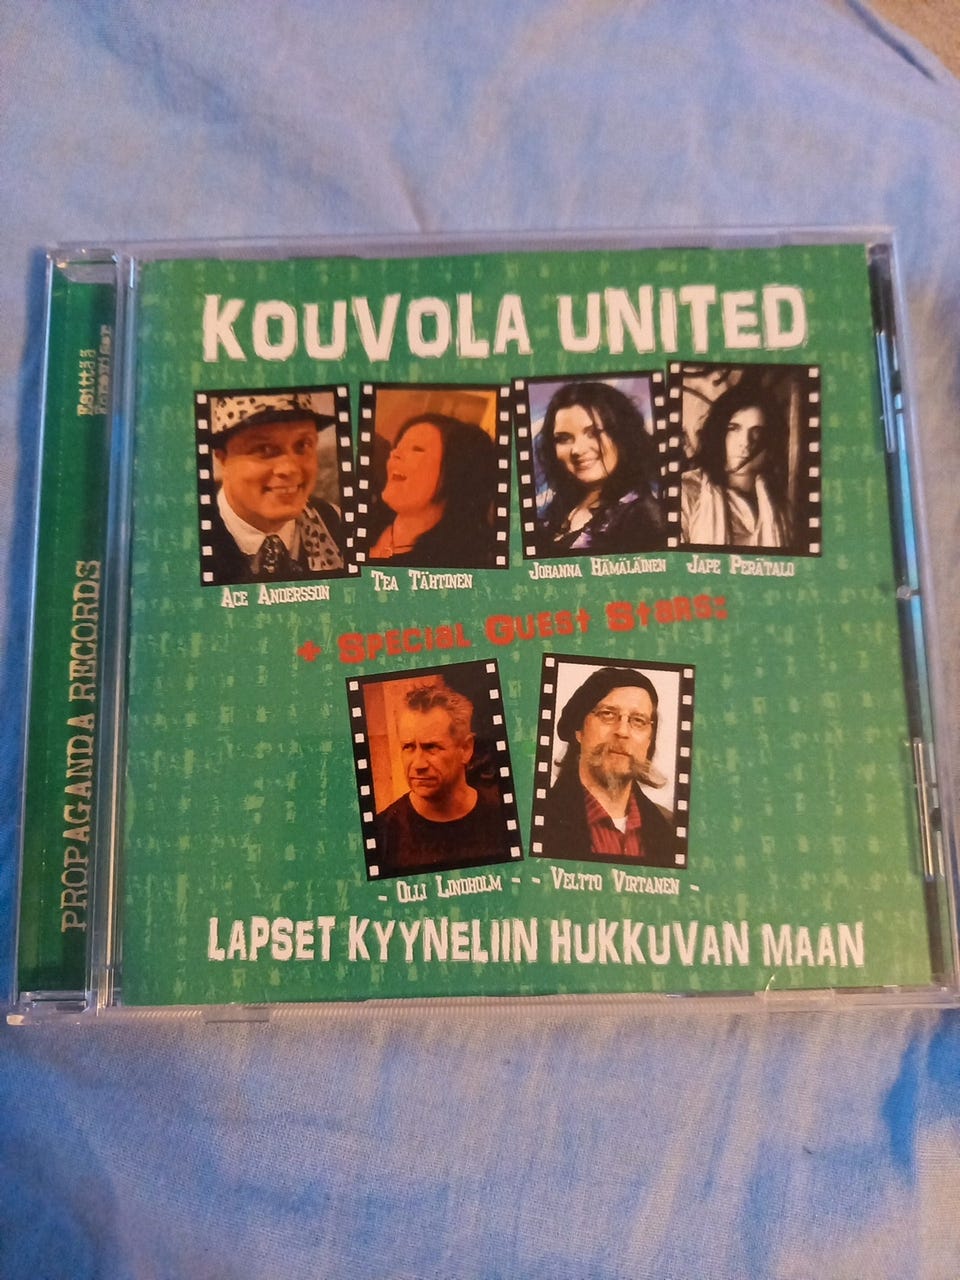 KOUVOLA UNITED
Ace Andersson
Tea Tähtinen
Johanna Hämäläinen
Jape Perätalo
+ Special Guest Stars:
- Olli Lindholm -
- Veltto Virtanen -
LAPSET KYYNELIIN HUKKUVAN MAAN
PROPAGANDA RECORDS
Esittää